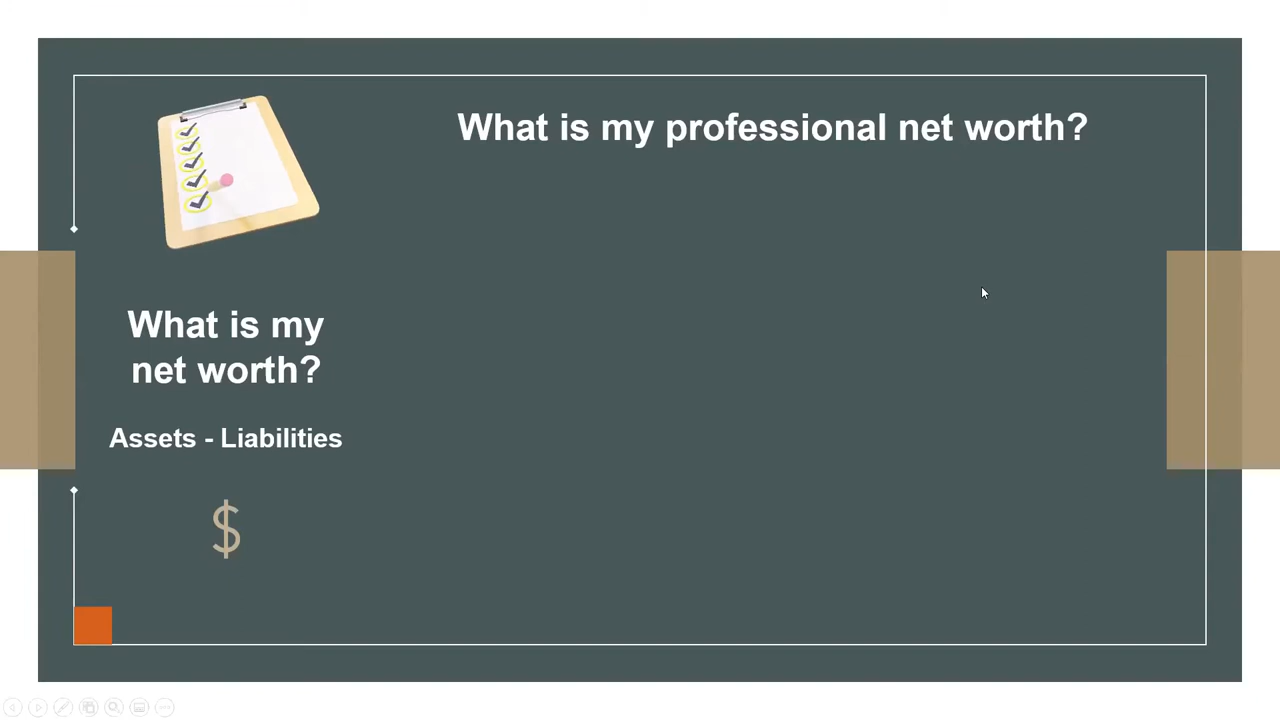 What is my professional net worth?
What is my
net worth?
Assets - Liabilities
$